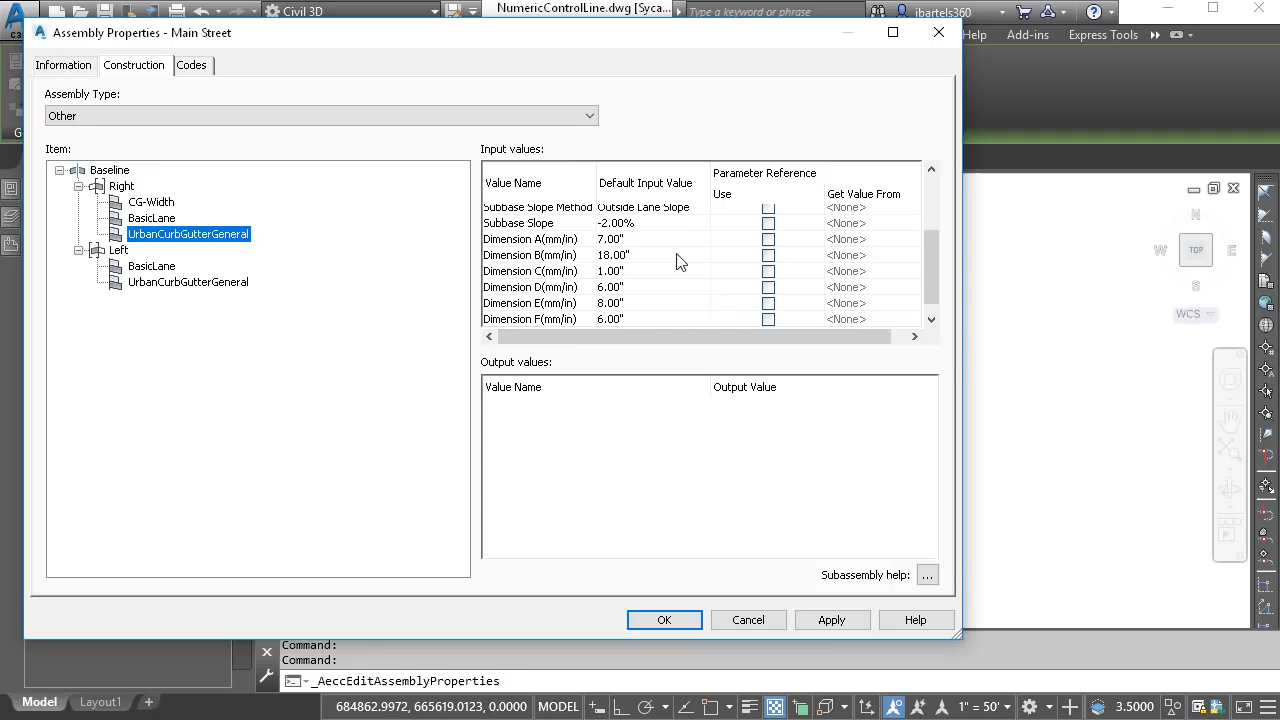 Civil 3D
NumericControlLine.dwg [Syca...
Type a keyword or phrase
jbartels360
Assembly Properties - Main Street
Help
Add-ins
Express Tools
Information
Construction
Codes
Assembly Type:
Other
Item:
Input values:
Baseline
Right
CG-Width
BasicLane
UrbanCurbGutterGeneral
Left
BasicLane
UrbanCurbGutterGeneral
Value Name Default Input Value Parameter Reference
Use Get Value From
Subbase Slope Method Outside Lane Slope <None>
Subbase Slope -2.00% <None>
Dimension A(mm/in) 7.00" <None>
Dimension B(mm/in) 18.00" <None>
Dimension C(mm/in) 1.00" <None>
Dimension D(mm/in) 6.00" <None>
Dimension E(mm/in) 8.00" <None>
Dimension F(mm/in) 6.00" <None>
Output values:
Value Name Output Value
Subassembly help: ...
OK Cancel Apply Help
N
W TOP E
S
WCS
Command:
Command:
_AeccEditAssemblyProperties
Model Layout1 +
684862.9972, 665619.0123, 0.0000 MODEL 1" = 50' 3.5000